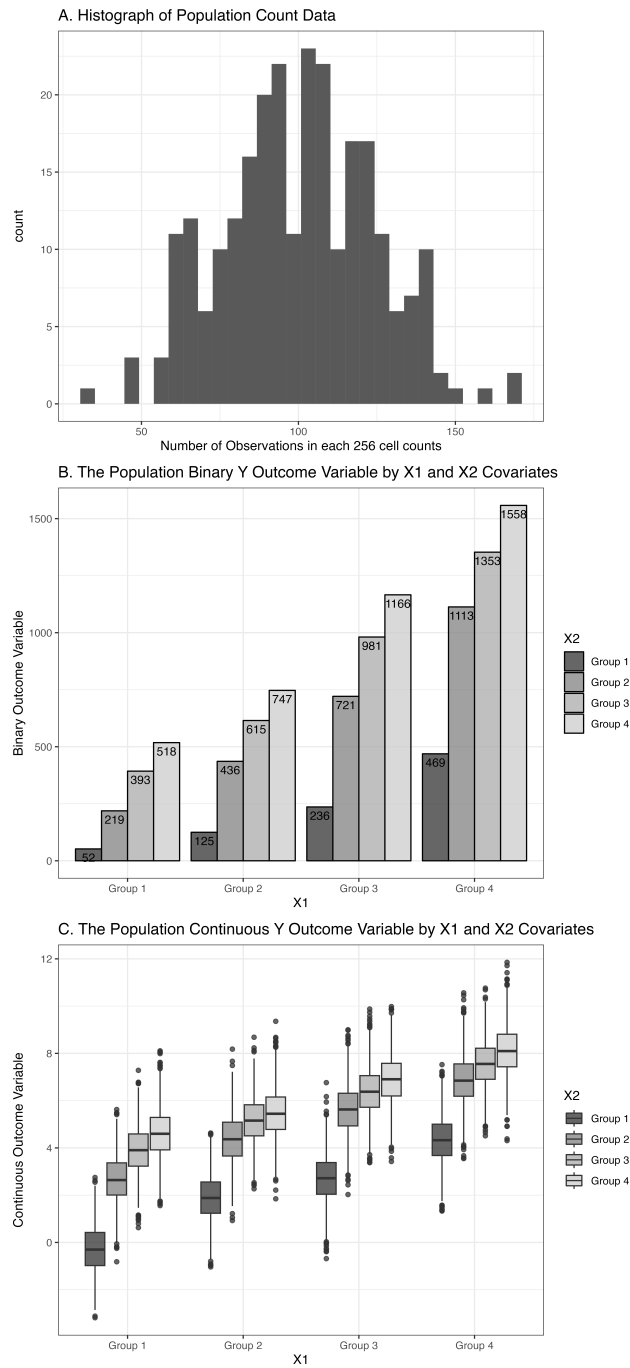 A. Histograph of Population Count Data
20
15
10
5
0
count
50
100
150
Number of Observations in each 256 cell counts
B. The Population Binary Y Outcome Variable by X1 and X2 Covariates
1500
1000
500
0
Binary Outcome Variable
52
219
393
518
125
436
615
747
236
721
981
1166
469
1113
1353
1558
Group 1
Group 2
Group 3
Group 4
X1
X2
Group 1
Group 2
Group 3
Group 4
C. The Population Continuous Y Outcome Variable by X1 and X2 Covariates
12
8
4
0
Continuous Outcome Variable
Group 1
Group 2
Group 3
Group 4
X1
X2
Group 1
Group 2
Group 3
Group 4